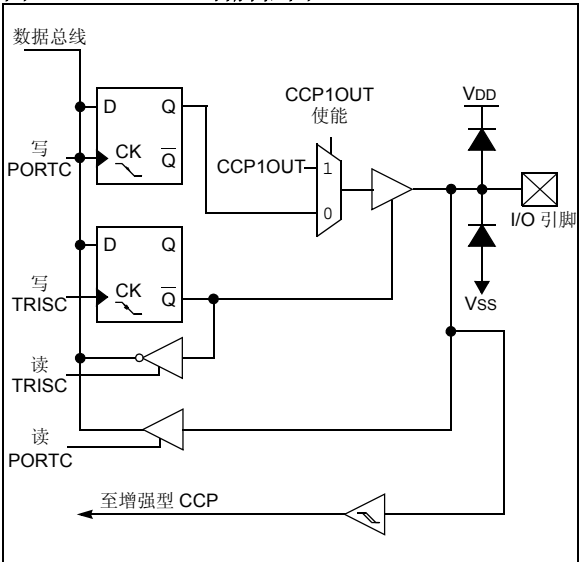 数据总线
D Q
CK
Q
写
PORTC
CCP1OUT
使能
CCP1OUT
1
0
VDD
I/O 引脚
VSS
D Q
CK
Q
写
TRISC
读
TRISC
读
PORTC
至增强型 CCP